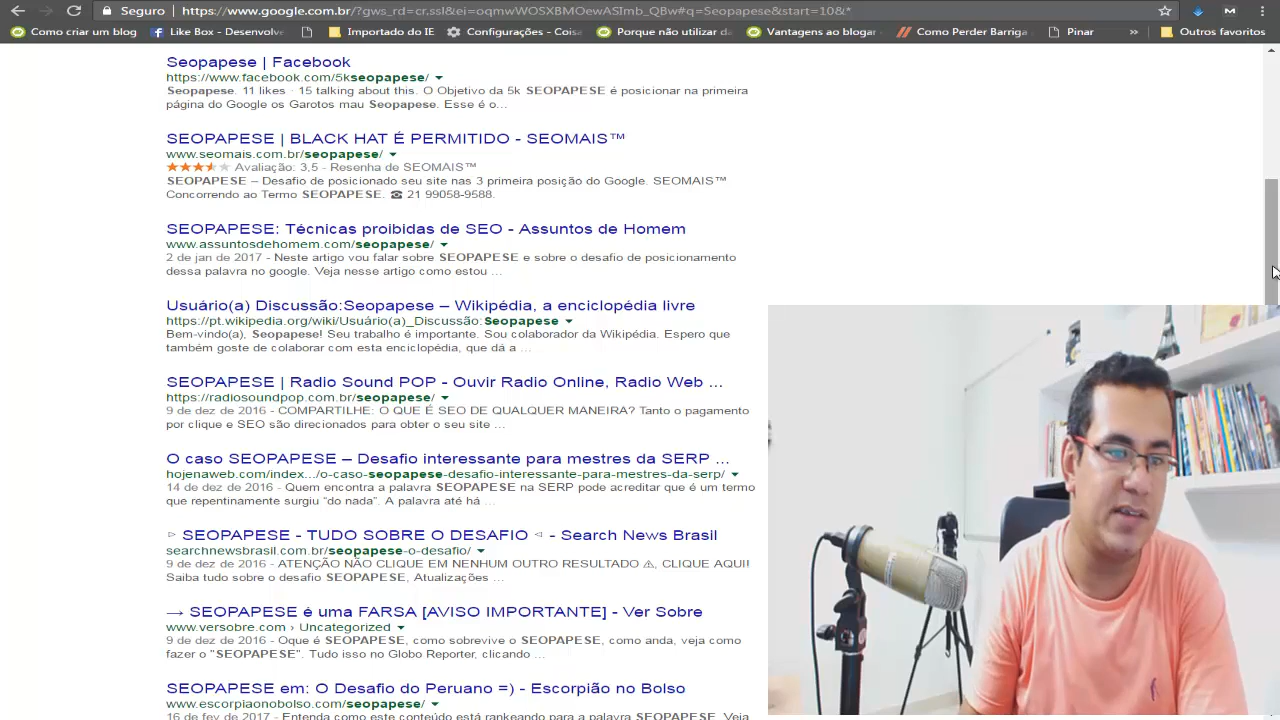 Seguro https://www.google.com.br/?gws_rd=cr,ssl&ei=oqmwWOSXBMOewASImb_QBw#q=Seopapese&start=10&*
Como criar um blog Like Box - Desenvolve Importado do IE Configurações - Coisa Porque não utilizar da Vantagens ao blogar Como Perder Barriga Pinar » Outros favoritos
Seopapese | Facebook
https://www.facebook.com/5kseopapese/
Seopapese. 11 likes · 15 talking about this. O Objetivo da 5k SEOPAPESE é posicionar na primeira
página do Google os Garotos mau Seopapese. Esse é o...
SEOPAPESE | BLACK HAT É PERMITIDO - SEOMAIS™
www.seomais.com.br/seopapese/
Avaliação: 3,5 - Resenha de SEOMAIS™
SEOPAPESE – Desafio de posicionado seu site nas 3 primeira posição do Google. SEOMAIS™
Concorrendo ao Termo SEOPAPESE. ☎ 21 99058-9588.
SEOPAPESE: Técnicas proibidas de SEO - Assuntos de Homem
www.assuntosdehomem.com/seopapese/
2 de jan de 2017 - Neste artigo vou falar sobre SEOPAPESE e sobre o desafio de posicionamento
dessa palavra no google. Veja nesse artigo como estou ...
Usuário(a) Discussão:Seopapese – Wikipédia, a enciclopédia livre
https://pt.wikipedia.org/wiki/Usuário(a)_Discussão:Seopapese
Bem-vindo(a), Seopapese! Seu trabalho é importante. Sou colaborador da Wikipédia. Espero que
também goste de colaborar com esta enciclopédia, que dá a ...
SEOPAPESE | Radio Sound POP - Ouvir Radio Online, Radio Web ...
https://radiosoundpop.com.br/seopapese/
9 de dez de 2016 - COMPARTILHE: O QUE É SEO DE QUALQUER MANEIRA? Tanto o pagamento
por clique e SEO são direcionados para obter o seu site ...
O caso SEOPAPESE – Desafio interessante para mestres da SERP ...
hojenaweb.com/index.../o-caso-seopapese-desafio-interessante-para-mestres-da-serp/
14 de dez de 2016 - Quem encontra a palavra SEOPAPESE na SERP pode acreditar que é um termo
que repentinamente surgiu "do nada". A palavra até há ...
▷ SEOPAPESE - TUDO SOBRE O DESAFIO ◁ - Search News Brasil
searchnewsbrasil.com.br/seopapese-o-desafio/
9 de dez de 2016 - ATENÇÃO NÃO CLIQUE EM NENHUM OUTRO RESULTADO ⚠, CLIQUE AQUI!
Saiba tudo sobre o desafio SEOPAPESE, Atualizações ...
→ SEOPAPESE é uma FARSA [AVISO IMPORTANTE] - Ver Sobre
www.versobre.com › Uncategorized
9 de dez de 2016 - Oque é SEOPAPESE, como sobrevive o SEOPAPESE, como anda, veja como
fazer o "SEOPAPESE". Tudo isso no Globo Reporter, clicando ...
SEOPAPESE em: O Desafio do Peruano =) - Escorpião no Bolso
www.escorpiaonobolso.com/seopapese/
16 de fev de 2017 - Entenda como este conteúdo está rankeando para a palavra SEOPAPESE. Veja